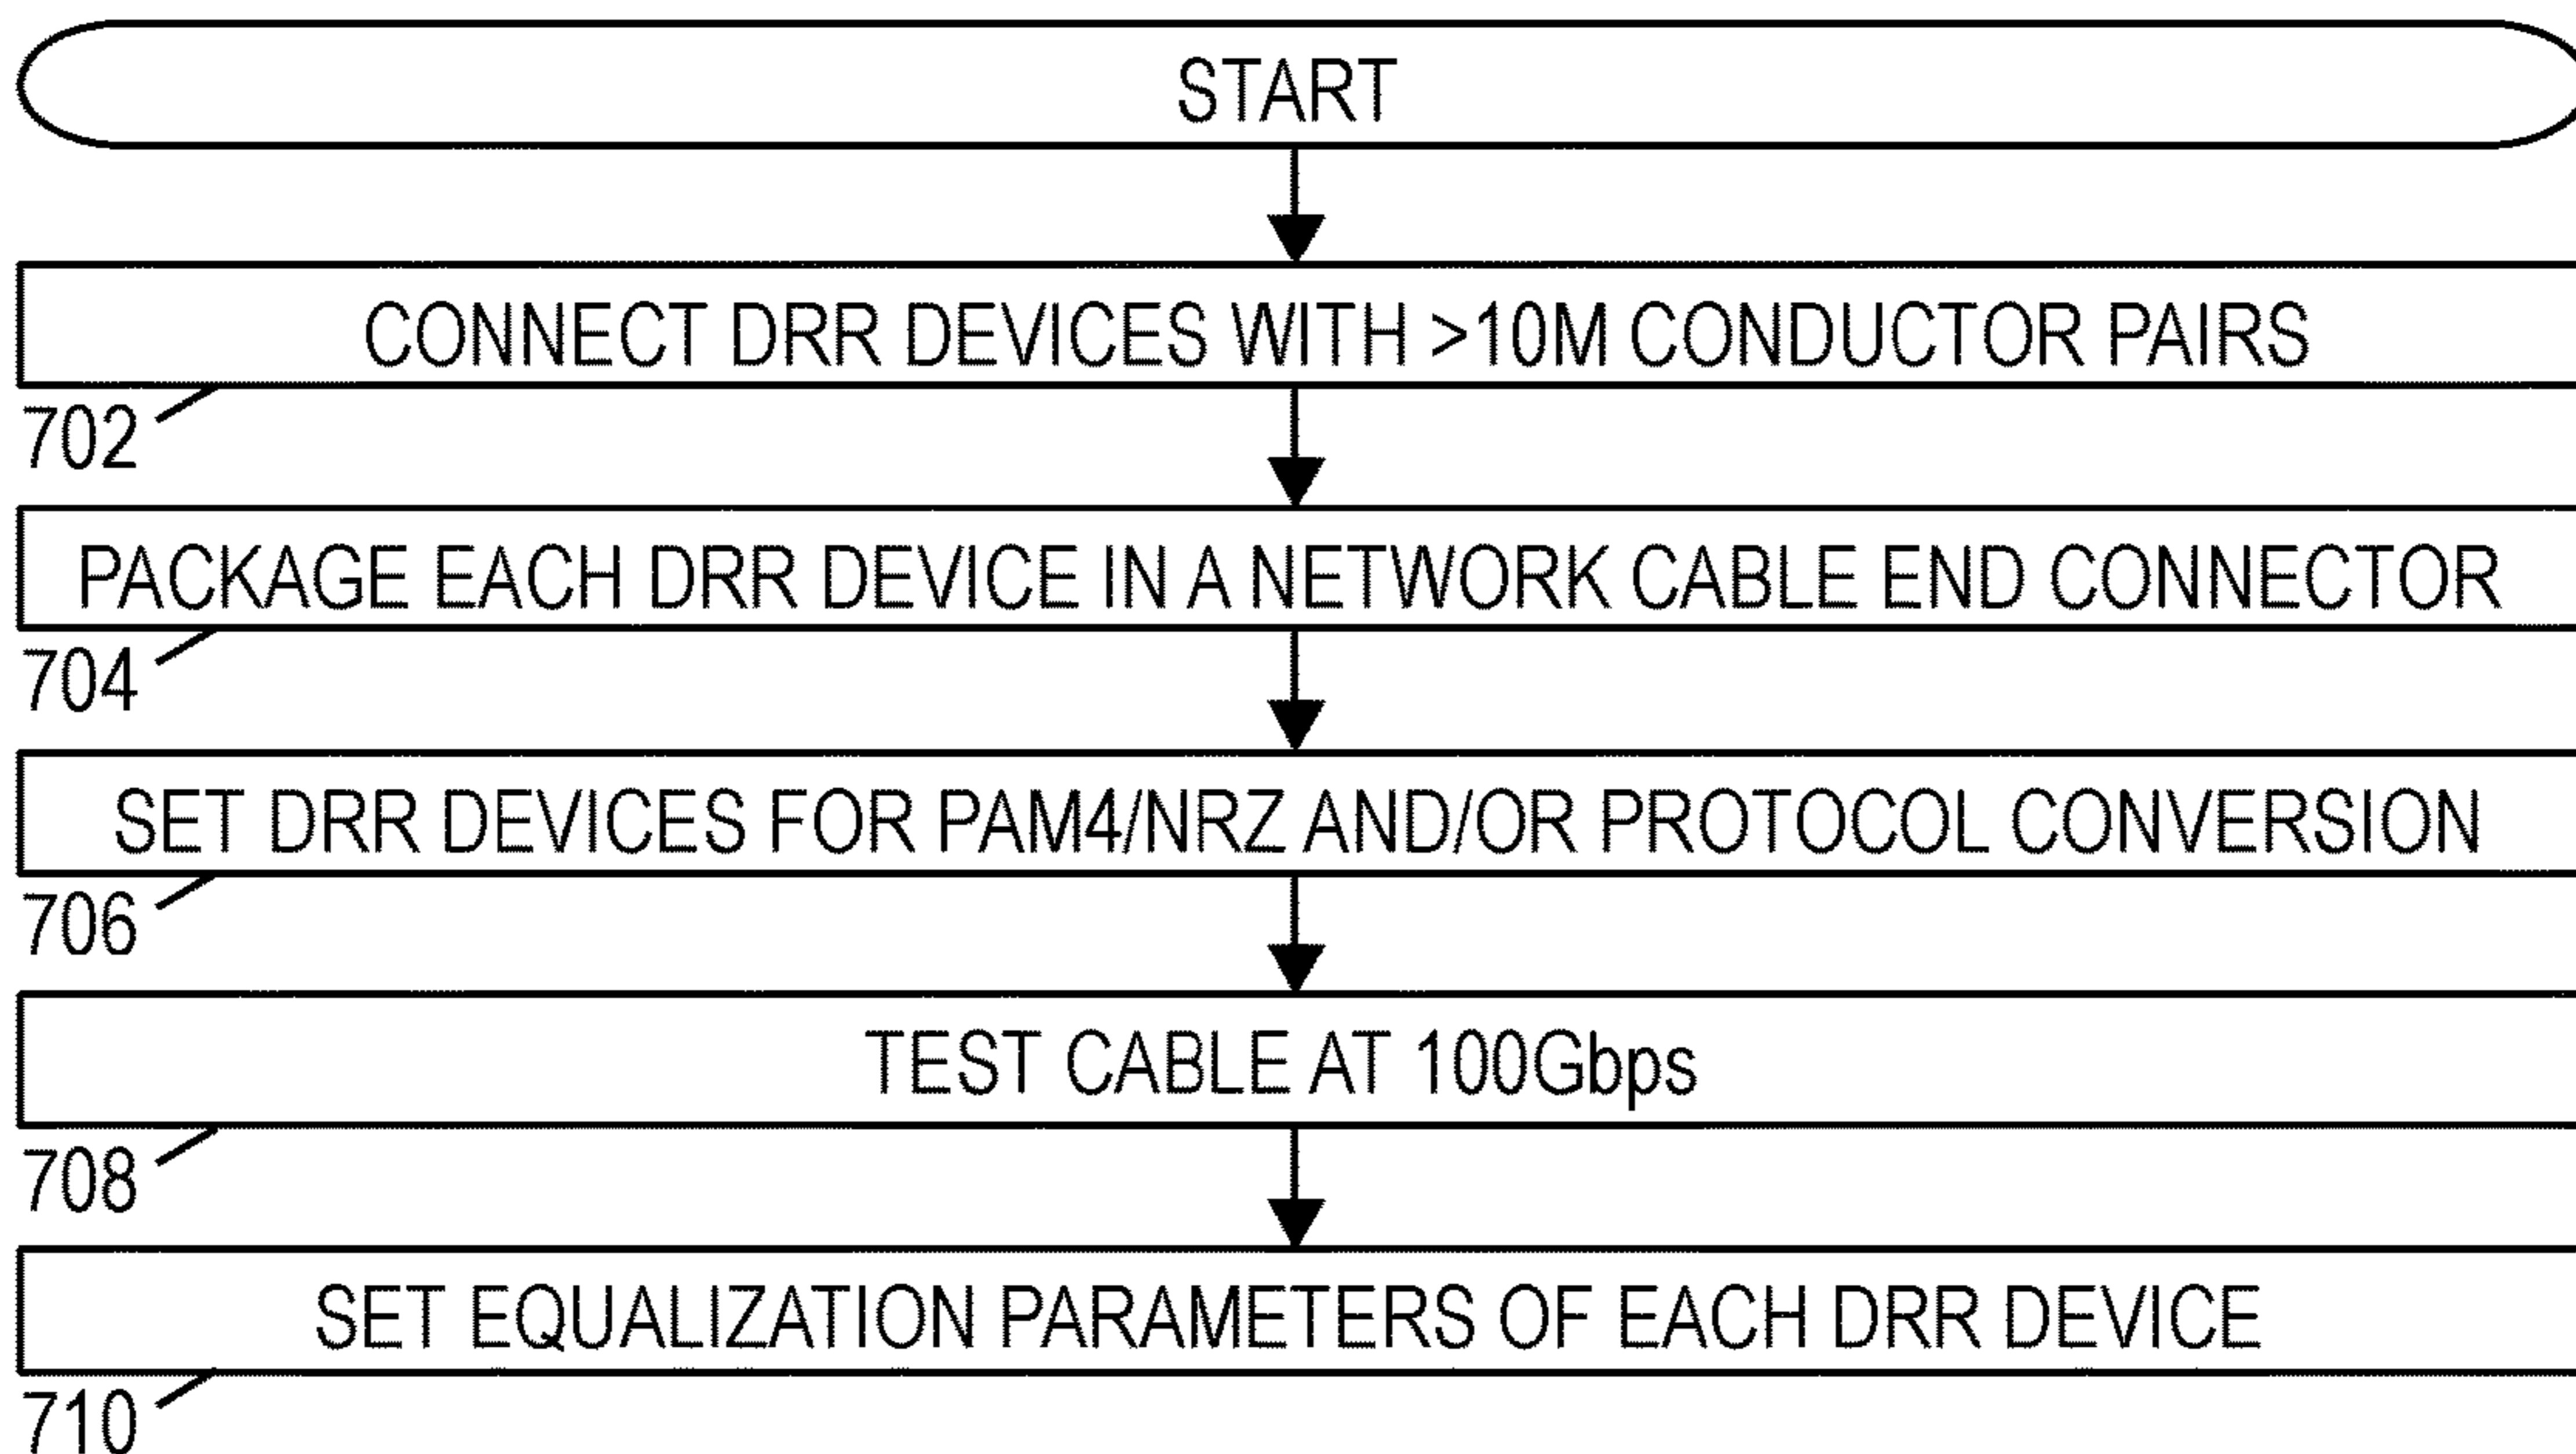 START
CONNECT DRR DEVICES WITH >10M CONDUCTOR PAIRS
702
PACKAGE EACH DRR DEVICE IN A NETWORK CABLE END CONNECTOR
704
SET DRR DEVICES FOR PAM4/NRZ AND/OR PROTOCOL CONVERSION
706
TEST CABLE AT 100Gbps
708
SET EQUALIZATION PARAMETERS OF EACH DRR DEVICE
710